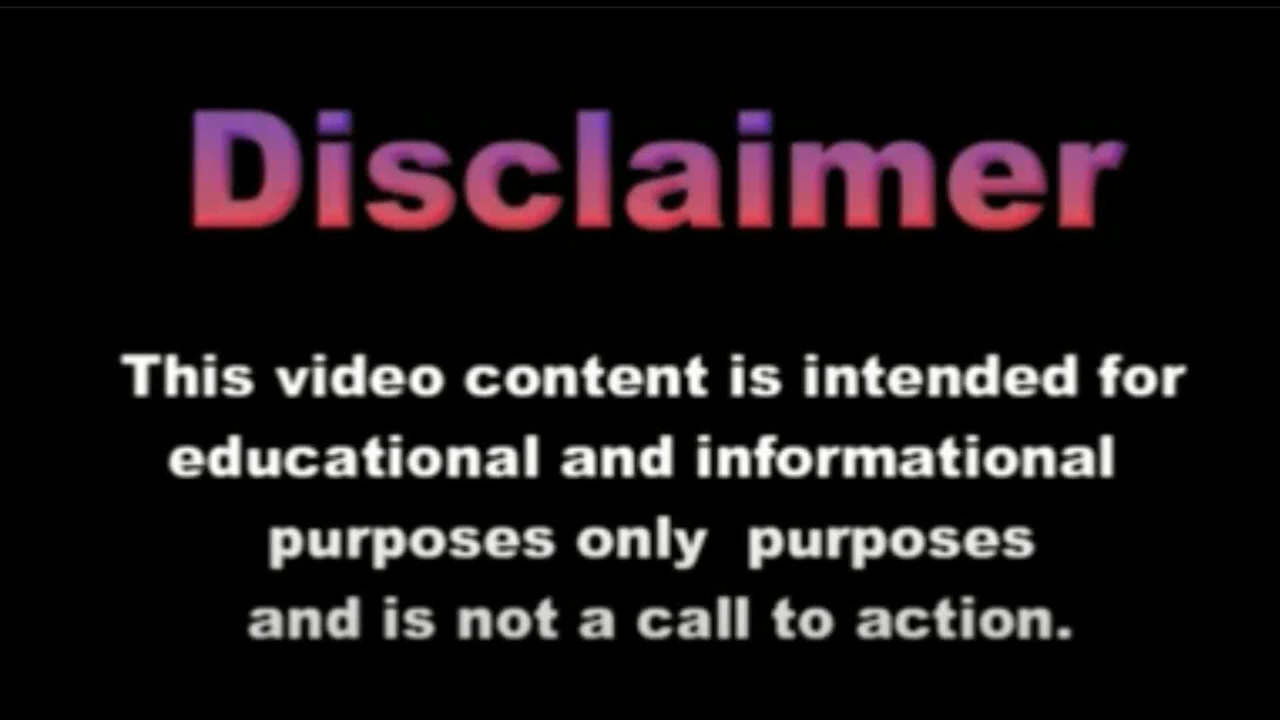 Disclaimer
This video content is intended for
educational and informational
purposes only  purposes
and is not a call to action.